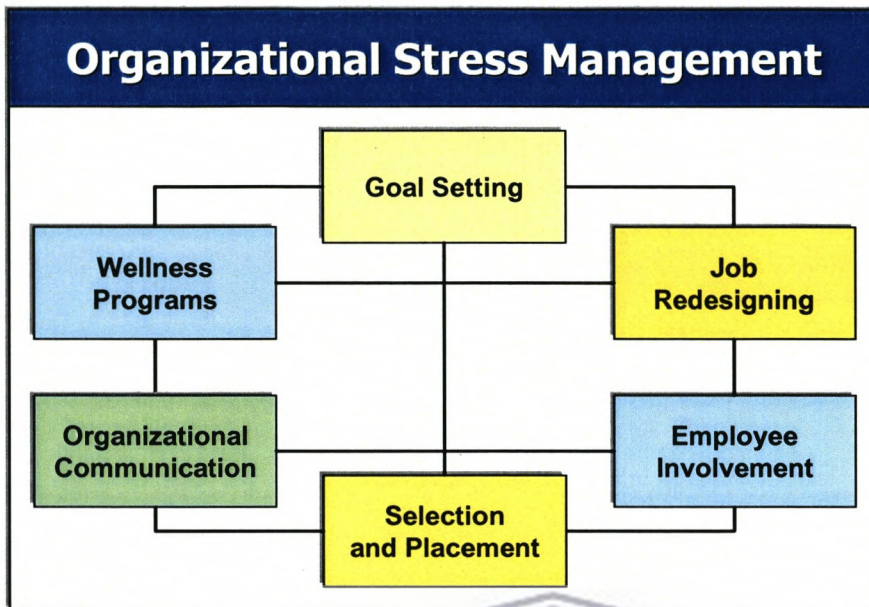 Organizational Stress Management
Goal Setting
Wellness
Programs
Job
Redesigning
Organizational
Communication
Employee
Involvement
Selection
and Placement